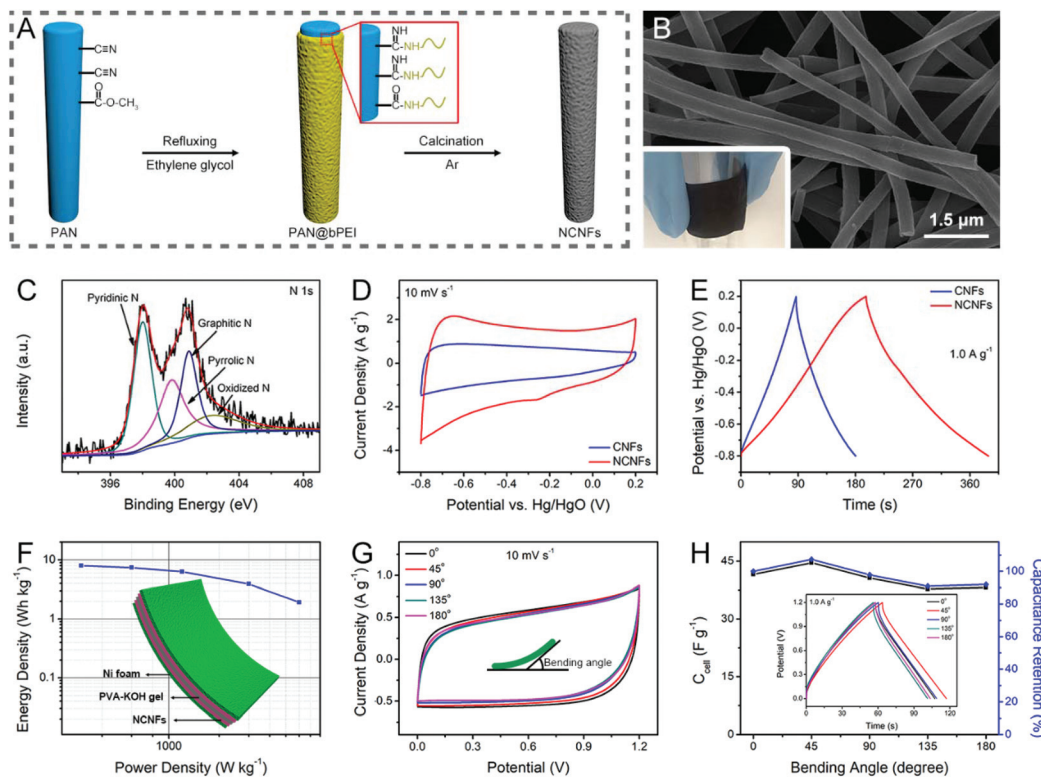 A
C≡N
C≡N
O
C-O-CH₃
PAN
Refluxing
Ethylene glycol
NH
C-NH
NH
C-NH
O
C-NH
PAN@bPEI
Calcination
Ar
NCNFs
B
1.5 μm
C
N 1s
Pyridinic N
Graphitic N
Pyrrolic N
Oxidized N
Intensity (a.u.)
396 400 404 408
Binding Energy (eV)
D
10 mV s⁻¹
Current Density (A g⁻¹)
4
2
0
-2
-4
CNFs
NCNFs
-0.8 -0.6 -0.4 -0.2 0.0 0.2
Potential vs. Hg/HgO (V)
E
CNFs
NCNFs
1.0 A g⁻¹
Potential vs. Hg/HgO (V)
0.2
0.0
-0.2
-0.4
-0.6
-0.8
0 90 180 270 360
Time (s)
F
Energy Density (Wh kg⁻¹)
10
1
0.1
Ni foam
PVA-KOH gel
NCNFs
1000
Power Density (W kg⁻¹)
G
10 mV s⁻¹
0°
45°
90°
135°
180°
Bending angle
Current Density (A g⁻¹)
1.0
0.5
0.0
-0.5
0.0 0.3 0.6 0.9 1.2
Potential (V)
H
C_cell (F g⁻¹)
45
30
15
0
1.0 A g⁻¹
0°
45°
90°
135°
180°
Potential (V)
1.2
0.9
0.6
0.3
0.0
0 30 60 90 120
Time (s)
100
80
60
40
20
0
Capacitance Retention (%)
0 45 90 135 180
Bending Angle (degree)